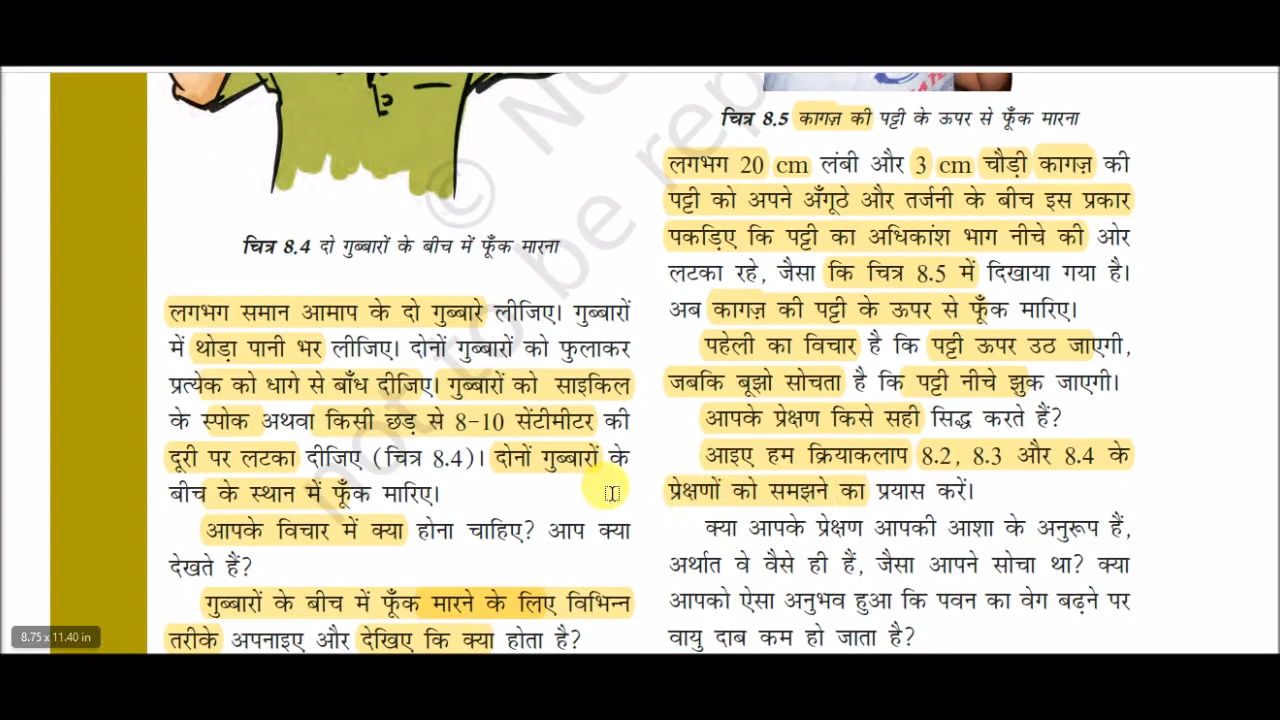 चित्र 8.4 दो गुब्बारों के बीच में फूँक मारना
लगभग समान आमाप के दो गुब्बारे लीजिए। गुब्बारों
में थोड़ा पानी भर लीजिए। दोनों गुब्बारों को फुलाकर
प्रत्येक को धागे से बाँध दीजिए। गुब्बारों को साइकिल
के स्पोक अथवा किसी छड़ से 8-10 सेंटीमीटर की
दूरी पर लटका दीजिए (चित्र 8.4)। दोनों गुब्बारों के
बीच के स्थान में फूँक मारिए।
आपके विचार में क्या होना चाहिए? आप क्या
देखते हैं?
गुब्बारों के बीच में फूँक मारने के लिए विभिन्न
तरीके अपनाइए और देखिए कि क्या होता है?
चित्र 8.5 कागज़ की पट्टी के ऊपर से फूँक मारना
लगभग 20 cm लंबी और 3 cm चौड़ी कागज़ की
पट्टी को अपने अँगूठे और तर्जनी के बीच इस प्रकार
पकड़िए कि पट्टी का अधिकांश भाग नीचे की ओर
लटका रहे, जैसा कि चित्र 8.5 में दिखाया गया है।
अब कागज़ की पट्टी के ऊपर से फूँक मारिए।
पहेली का विचार है कि पट्टी ऊपर उठ जाएगी,
जबकि बूझो सोचता है कि पट्टी नीचे झुक जाएगी।
आपके प्रेक्षण किसे सही सिद्ध करते हैं?
आइए हम क्रियाकलाप 8.2, 8.3 और 8.4 के
प्रेक्षणों को समझने का प्रयास करें।
क्या आपके प्रेक्षण आपकी आशा के अनुरूप हैं,
अर्थात वे वैसे ही हैं, जैसा आपने सोचा था? क्या
आपको ऐसा अनुभव हुआ कि पवन का वेग बढ़ने पर
वायु दाब कम हो जाता है?
© No
not to be rep
8.75 x 11.40 in